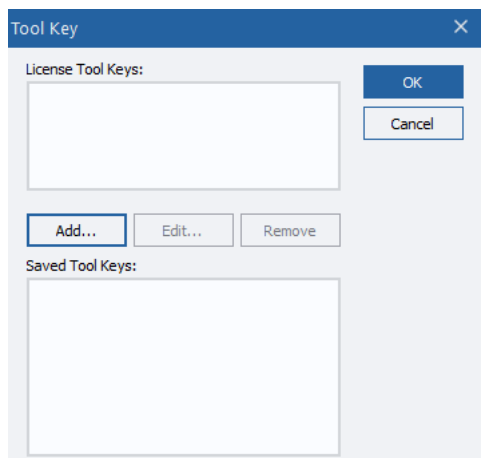 Tool Key
License Tool Keys:
OK
Cancel
Add...
Edit...
Remove
Saved Tool Keys: